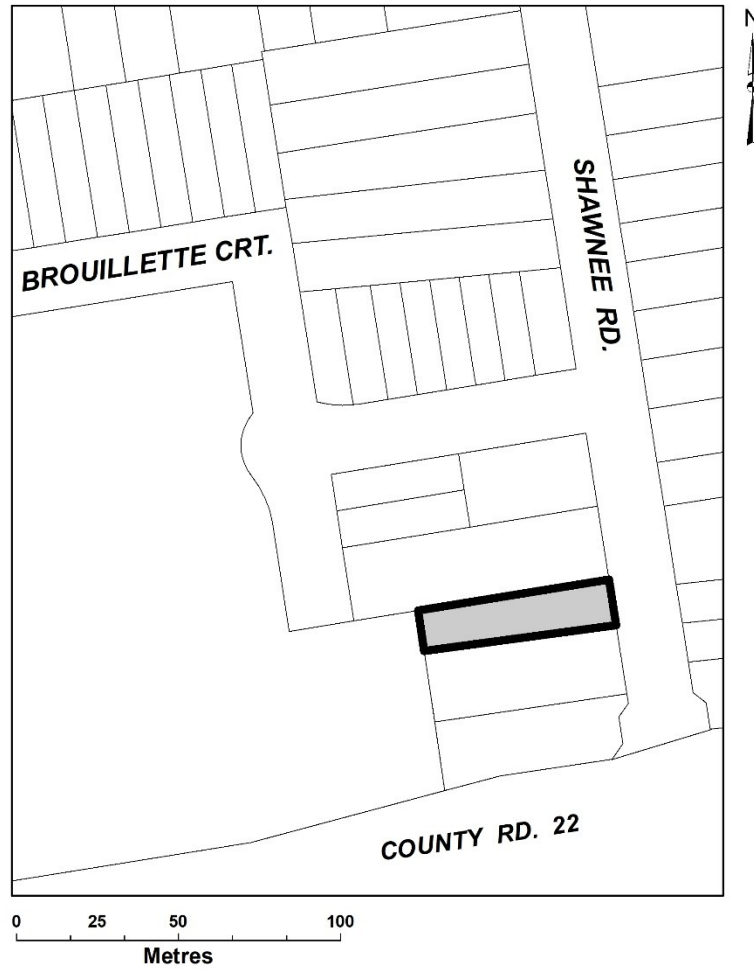 N
SHAWNEE RD.
BROUILLETTE CRT.
COUNTY RD. 22
0 25 50 100
Metres